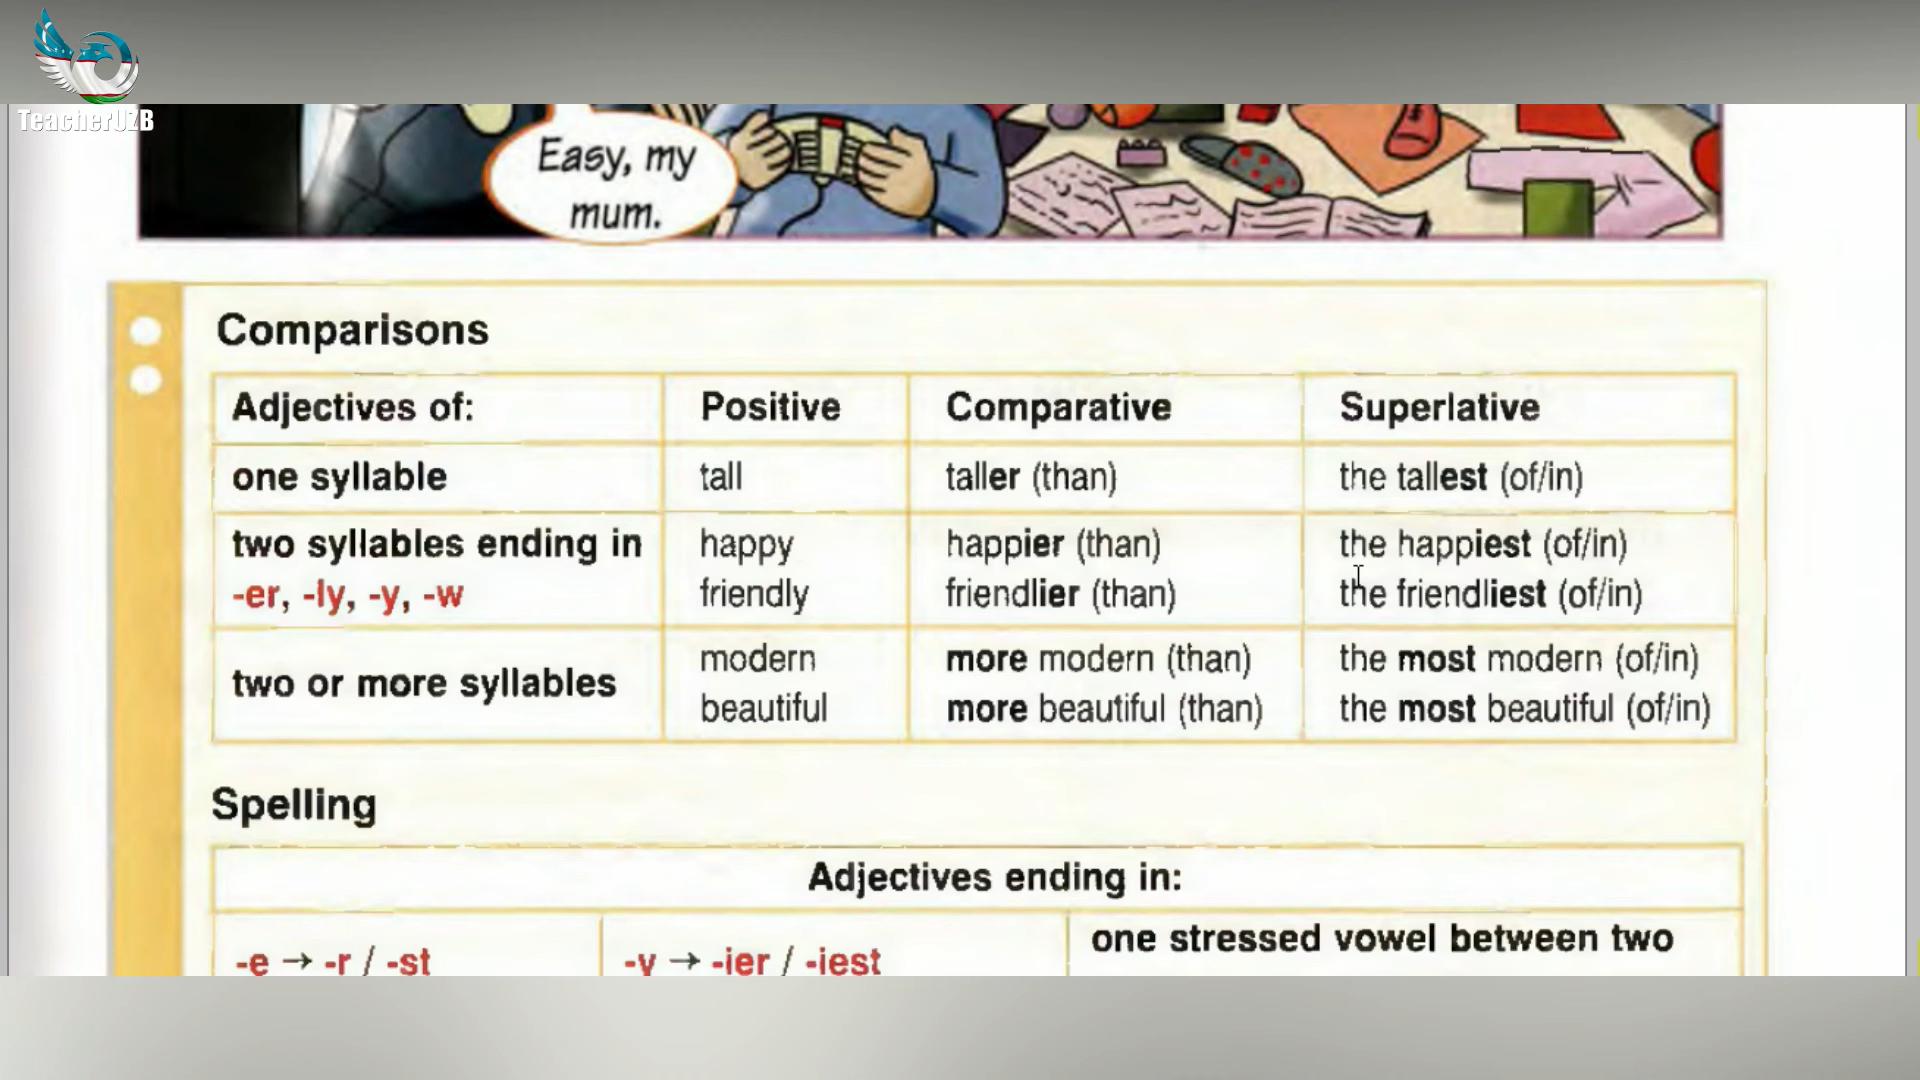 TeacherUZB
Easy, my
mum.
Comparisons
Adjectives of: Positive Comparative Superlative
one syllable tall taller (than) the tallest (of/in)
two syllables ending in happy happier (than) the happiest (of/in)
-er, -ly, -y, -w friendly friendlier (than) the friendliest (of/in)
modern more modern (than) the most modern (of/in)
two or more syllables
beautiful more beautiful (than) the most beautiful (of/in)
Spelling
Adjectives ending in:
one stressed vowel between two
-e → -r / -st -y → -ier / -iest